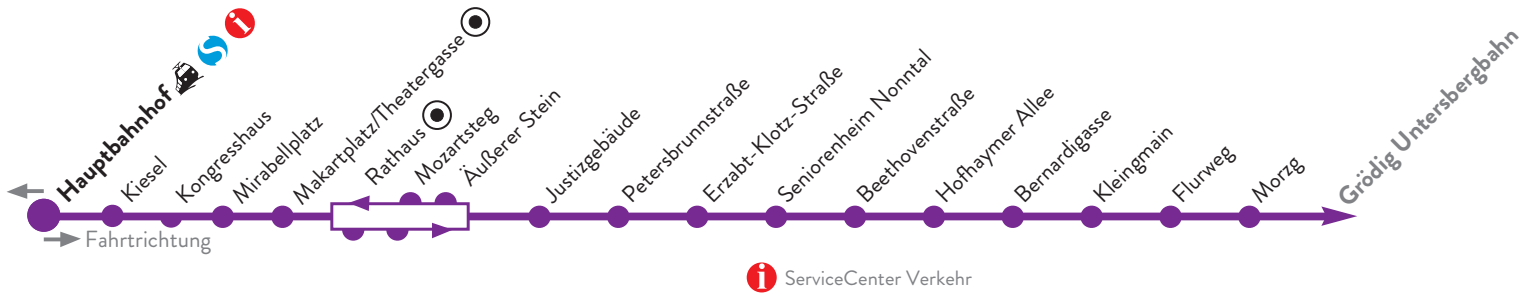 Hauptbahnhof
Kiesel
Kongresshaus
Mirabellplatz
Makartplatz/Theatergasse
Rathaus
Mozartsteg
Äußerer Stein
Justizgebäude
Petersbrunnstraße
Erzabt-Klotz-Straße
Seniorenheim Nonntal
Beethovenstraße
Hofhaymer Allee
Bernardigasse
Kleingmain
Flurweg
Morzg
Grödig Untersbergbahn
Fahrtrichtung
i ServiceCenter Verkehr